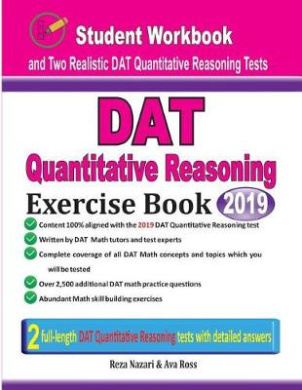 Student Workbook
and Two Realistic DAT Quantitative Reasoning Tests
DAT
Quantitative Reasoning
Exercise Book 2019
Content 100% aligned with the 2019 DAT Quantitative Reasoning test
Written by DAT Math tutors and test experts
Complete coverage of all DAT Math concepts and topics which you
will be tested
Over 2,500 additional DAT math practice questions
Abundant Math skill building exercises
2 full-length DAT Quantitative Reasoning tests with detailed answers
Reza Nazari & Ava Ross